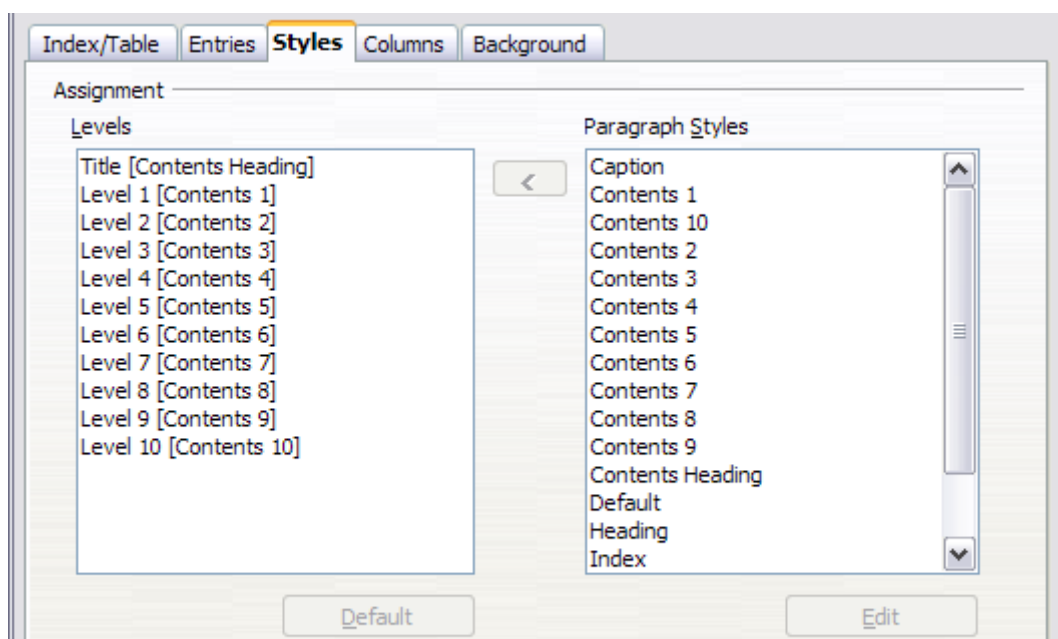 Index/Table Entries Styles Columns Background
Assignment
Levels
Title [Contents Heading]
Level 1 [Contents 1]
Level 2 [Contents 2]
Level 3 [Contents 3]
Level 4 [Contents 4]
Level 5 [Contents 5]
Level 6 [Contents 6]
Level 7 [Contents 7]
Level 8 [Contents 8]
Level 9 [Contents 9]
Level 10 [Contents 10]
Default
<
Paragraph Styles
Caption
Contents 1
Contents 10
Contents 2
Contents 3
Contents 4
Contents 5
Contents 6
Contents 7
Contents 8
Contents 9
Contents Heading
Default
Heading
Index
Edit